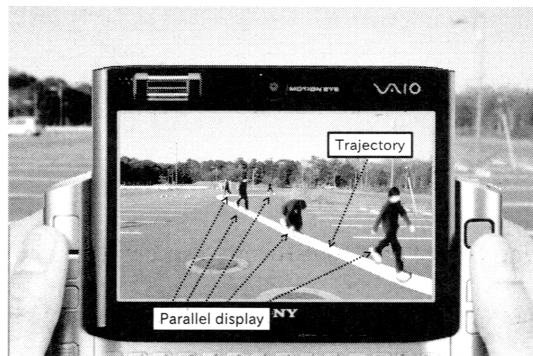 MOTION EYE
VAIO
Trajectory
Parallel display
NY